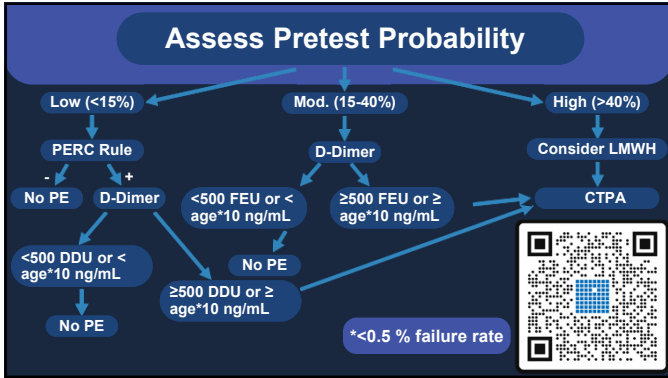 Assess Pretest Probability
Low (<15%)
Mod. (15-40%)
High (>40%)
PERC Rule
D-Dimer
Consider LMWH
-
+
No PE
D-Dimer
<500 FEU or <
age*10 ng/mL
≥500 FEU or ≥
age*10 ng/mL
CTPA
<500 DDU or <
age*10 ng/mL
No PE
≥500 DDU or ≥
age*10 ng/mL
No PE
*<0.5 % failure rate